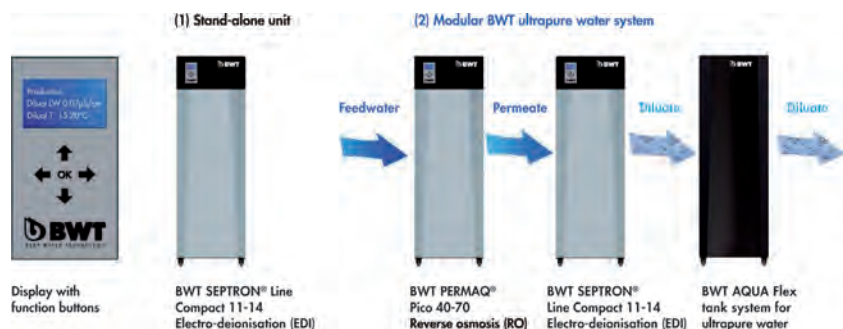 (1) Stand-alone unit
(2) Modular BWT ultrapure water system
Production
Diluat LW 0.07µS/cm
Diluat T 15.20°C
OK
BWT
BEST WATER TECHNOLOGY
BWT
BWT
BWT
BWT
Feedwater
Permeate
Diluate
Diluate
Display with
function buttons
BWT SEPTRON® Line
Compact 11-14
Electro-deionisation (EDI)
BWT PERMAQ®
Pico 40-70
Reverse osmosis (RO)
BWT SEPTRON®
Line Compact 11-14
Electro-deionisation (EDI)
BWT AQUA Flex
tank system for
ultrapure water